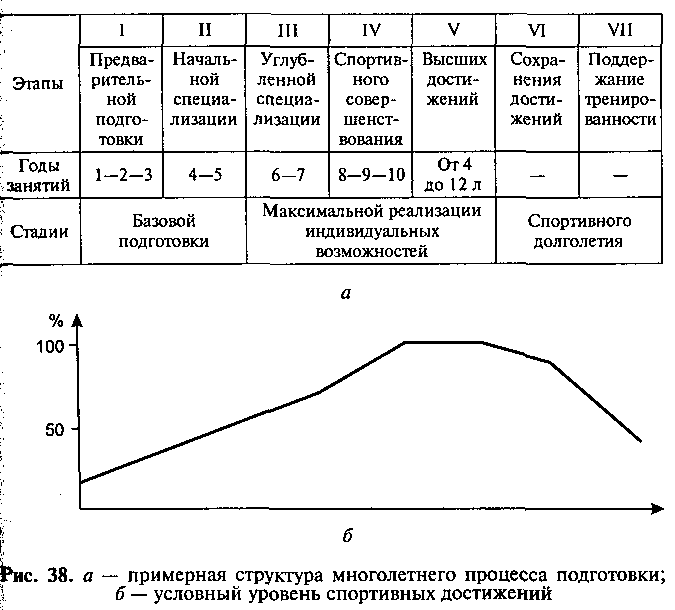 I II III IV V VI VII
Этапы
Предва-
рительной
подго-
товки
Началь-
ной
специа-
лизации
Углуб-
ленной
специа-
лизации
Спортив-
ного
совер-
шенст-
вования
Высших
дости-
жений
Сохра-
нения
дости-
жений
Поддер-
жание
трениро-
ванности
Годы
занятий
1—2—3 4—5 6—7 8—9—10 От 4
до 12 л
— —
Стадии
Базовой
подготовки
Максимальной реализации
индивидуальных
возможностей
Спортивного
долголетия
а
%
100
50
б
Рис. 38. а — примерная структура многолетнего процесса подготовки;
б — условный уровень спортивных достижений